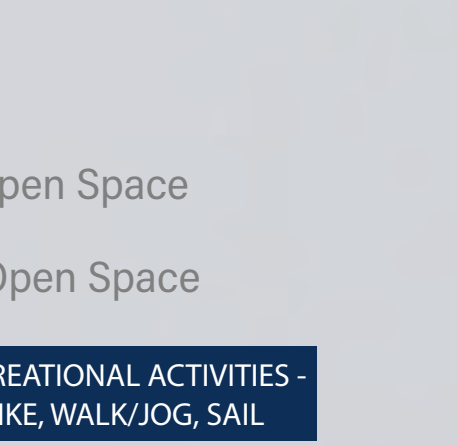 pen Space
Open Space
REATIONAL ACTIVITIES -
IKE, WALK/JOG, SAIL